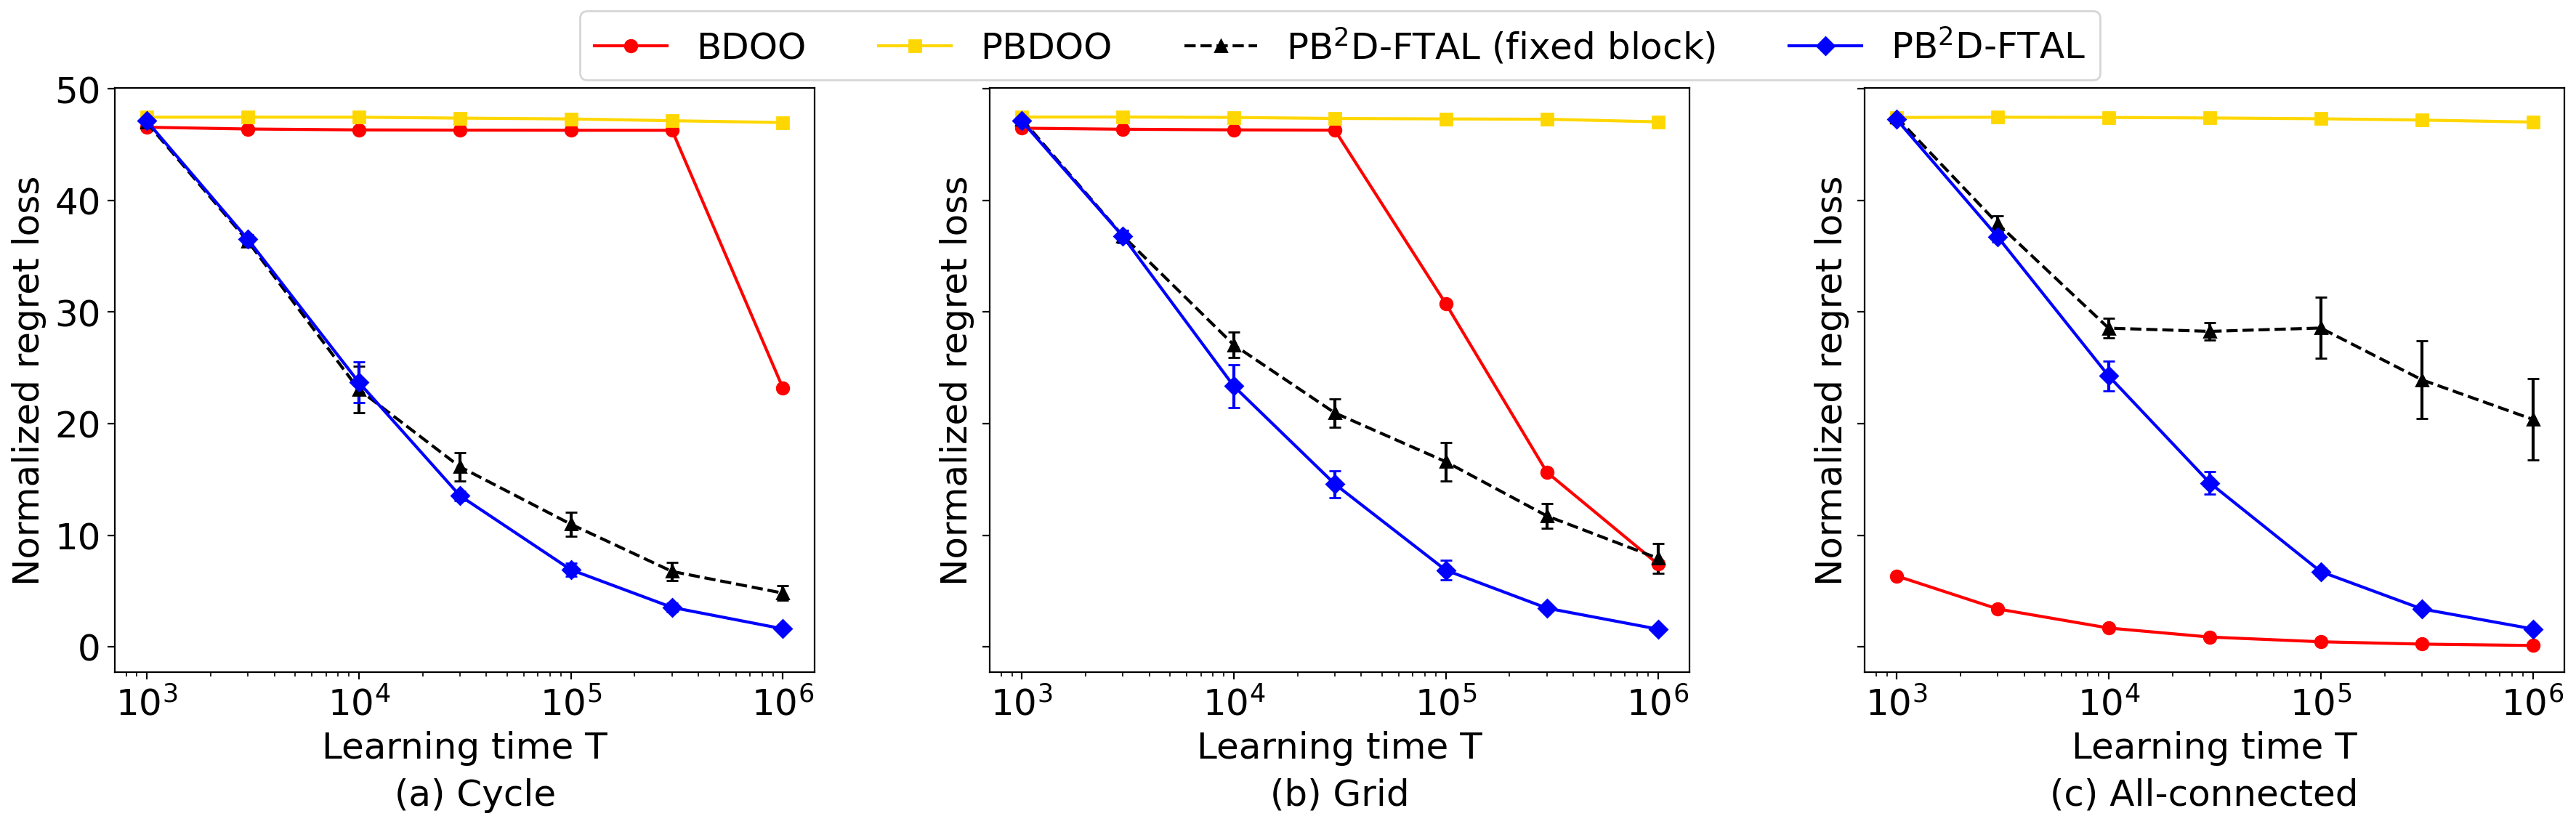 BDOO PBDOO PB²D-FTAL (fixed block) PB²D-FTAL
50
40
30
20
10
0
Normalized regret loss
10³ 10⁴ 10⁵ 10⁶
Learning time T
(a) Cycle
Normalized regret loss
10³ 10⁴ 10⁵ 10⁶
Learning time T
(b) Grid
Normalized regret loss
10³ 10⁴ 10⁵ 10⁶
Learning time T
(c) All-connected